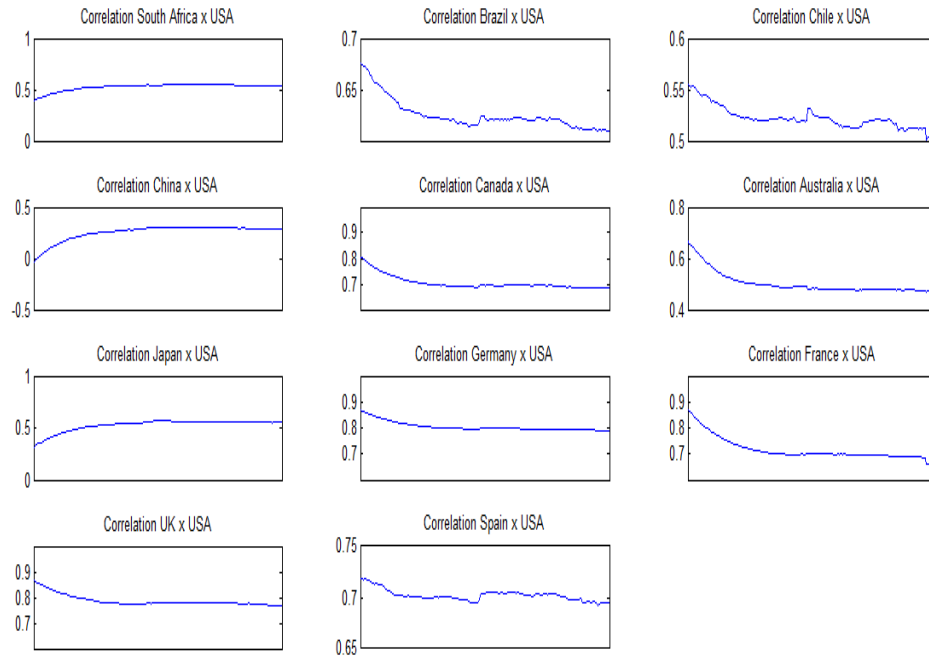 Correlation South Africa x USA
1
0.5
0
Correlation Brazil x USA
0.7
0.65
Correlation Chile x USA
0.6
0.55
0.5
Correlation China x USA
0.5
0
-0.5
Correlation Canada x USA
0.9
0.8
0.7
Correlation Australia x USA
0.8
0.6
0.4
Correlation Japan x USA
1
0.5
0
Correlation Germany x USA
0.9
0.8
0.7
Correlation France x USA
0.9
0.8
0.7
Correlation UK x USA
0.9
0.8
0.7
Correlation Spain x USA
0.75
0.7
0.65